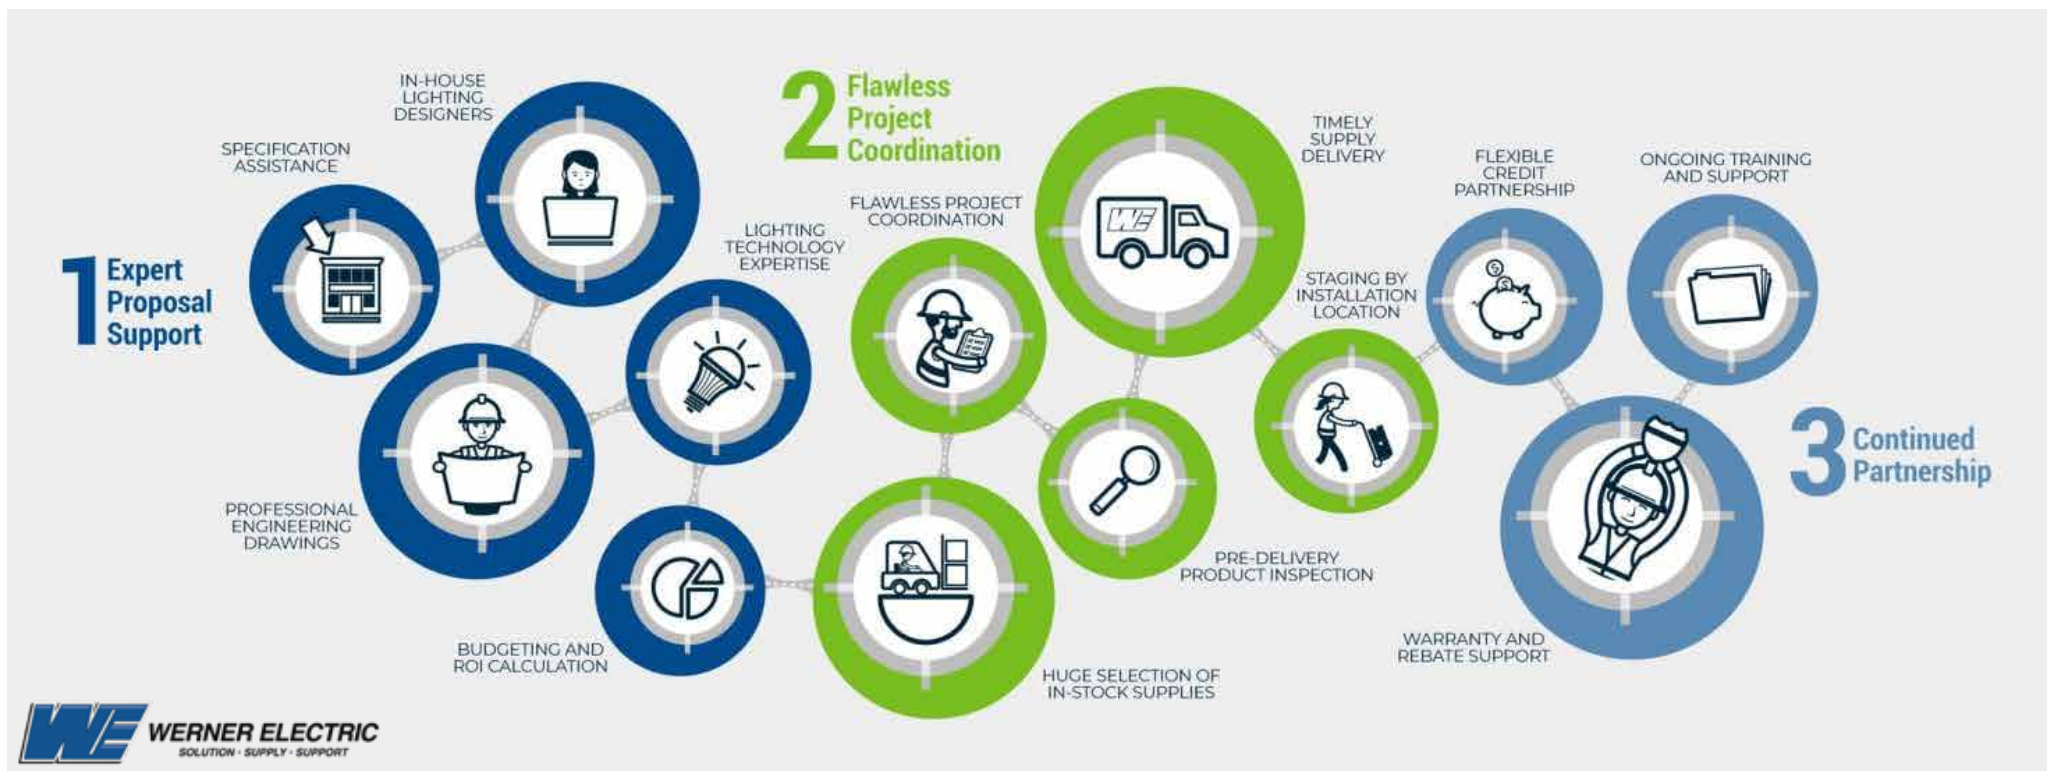 1
Expert
Proposal
Support
SPECIFICATION
ASSISTANCE
IN-HOUSE
LIGHTING
DESIGNERS
PROFESSIONAL
ENGINEERING
DRAWINGS
LIGHTING
TECHNOLOGY
EXPERTISE
BUDGETING AND
ROI CALCULATION
2
Flawless
Project
Coordination
HUGE SELECTION OF
IN-STOCK SUPPLIES
FLAWLESS PROJECT
COORDINATION
PRE-DELIVERY
PRODUCT INSPECTION
TIMELY
SUPPLY
DELIVERY
WE
STAGING BY
INSTALLATION
LOCATION
3
Continued
Partnership
FLEXIBLE
CREDIT
PARTNERSHIP
$
$
WARRANTY AND
REBATE SUPPORT
ONGOING TRAINING
AND SUPPORT
WE WERNER ELECTRIC
SOLUTION · SUPPLY · SUPPORT